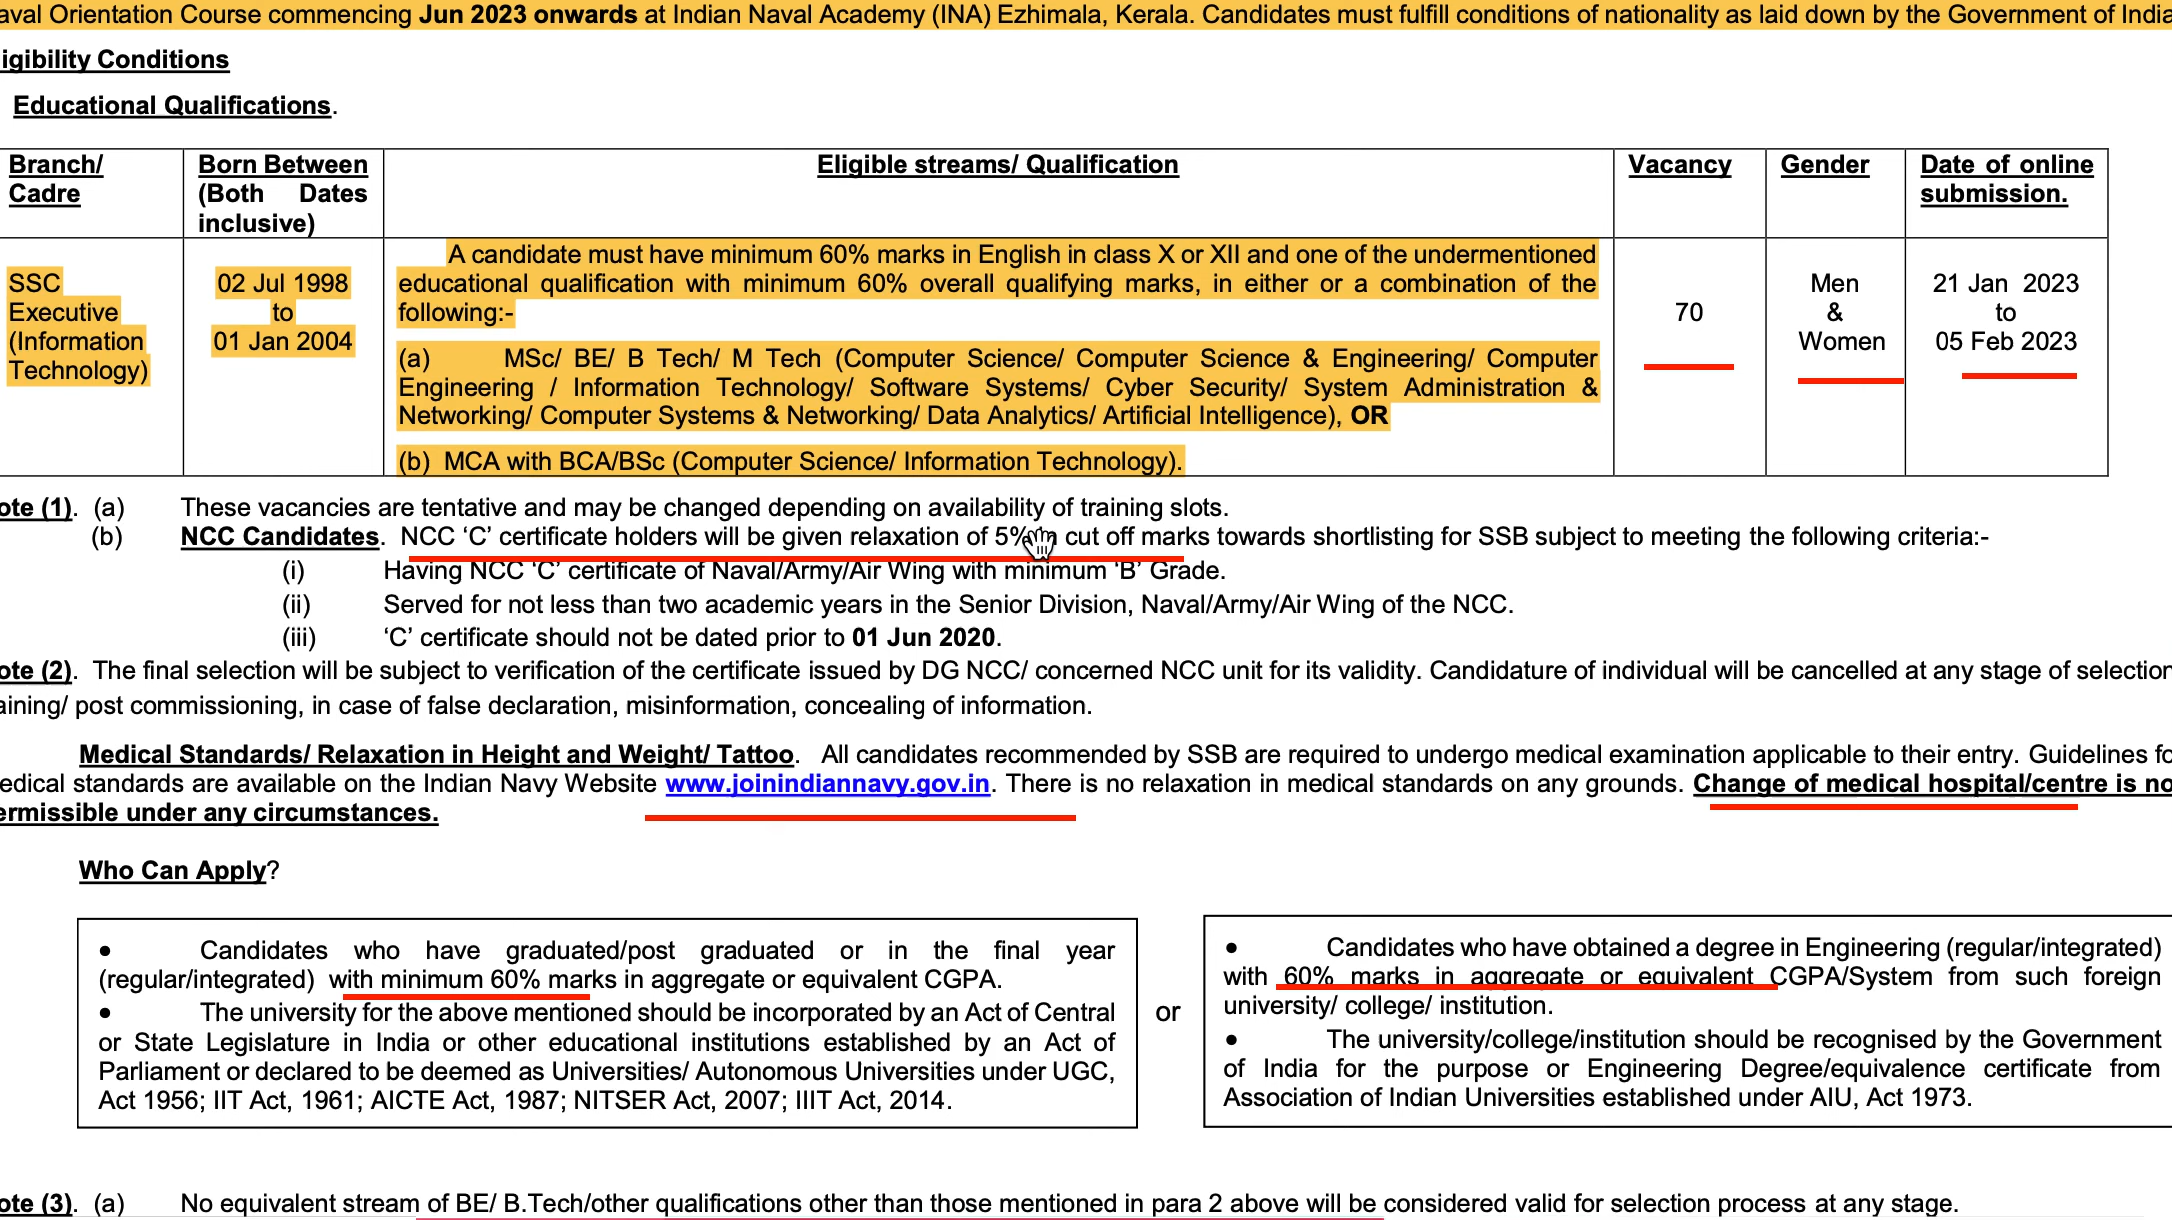 aval Orientation Course commencing Jun 2023 onwards at Indian Naval Academy (INA) Ezhimala, Kerala. Candidates must fulfill conditions of nationality as laid down by the Government of India
igibility Conditions
Educational Qualifications.
Branch/ Cadre
Born Between (Both Dates inclusive)
Eligible streams/ Qualification
Vacancy
Gender
Date of online submission.
SSC
Executive
(Information
Technology)
02 Jul 1998
to
01 Jan 2004
A candidate must have minimum 60% marks in English in class X or XII and one of the undermentioned
educational qualification with minimum 60% overall qualifying marks, in either or a combination of the
following:-
(a) MSc/ BE/ B Tech/ M Tech (Computer Science/ Computer Science & Engineering/ Computer
Engineering / Information Technology/ Software Systems/ Cyber Security/ System Administration &
Networking/ Computer Systems & Networking/ Data Analytics/ Artificial Intelligence), OR
(b) MCA with BCA/BSc (Computer Science/ Information Technology).
70
Men
&
Women
21 Jan 2023
to
05 Feb 2023
ote (1). (a) These vacancies are tentative and may be changed depending on availability of training slots.
(b) NCC Candidates. NCC ‘C’ certificate holders will be given relaxation of 5% cut off marks towards shortlisting for SSB subject to meeting the following criteria:-
(i) Having NCC ‘C’ certificate of Naval/Army/Air Wing with minimum ‘B’ Grade.
(ii) Served for not less than two academic years in the Senior Division, Naval/Army/Air Wing of the NCC.
(iii) ‘C’ certificate should not be dated prior to 01 Jun 2020.
ote (2). The final selection will be subject to verification of the certificate issued by DG NCC/ concerned NCC unit for its validity. Candidature of individual will be cancelled at any stage of selection
aining/ post commissioning, in case of false declaration, misinformation, concealing of information.
Medical Standards/ Relaxation in Height and Weight/ Tattoo. All candidates recommended by SSB are required to undergo medical examination applicable to their entry. Guidelines fo
edical standards are available on the Indian Navy Website www.joinindiannavy.gov.in. There is no relaxation in medical standards on any grounds. Change of medical hospital/centre is no
ermissible under any circumstances.
Who Can Apply?
• Candidates who have graduated/post graduated or in the final year
(regular/integrated) with minimum 60% marks in aggregate or equivalent CGPA.
• The university for the above mentioned should be incorporated by an Act of Central
or State Legislature in India or other educational institutions established by an Act of
Parliament or declared to be deemed as Universities/ Autonomous Universities under UGC,
Act 1956; IIT Act, 1961; AICTE Act, 1987; NITSER Act, 2007; IIIT Act, 2014.
or
• Candidates who have obtained a degree in Engineering (regular/integrated)
with 60% marks in aggregate or equivalent CGPA/System from such foreign
university/ college/ institution.
• The university/college/institution should be recognised by the Government
of India for the purpose or Engineering Degree/equivalence certificate from
Association of Indian Universities established under AIU, Act 1973.
ote (3). (a) No equivalent stream of BE/ B.Tech/other qualifications other than those mentioned in para 2 above will be considered valid for selection process at any stage.